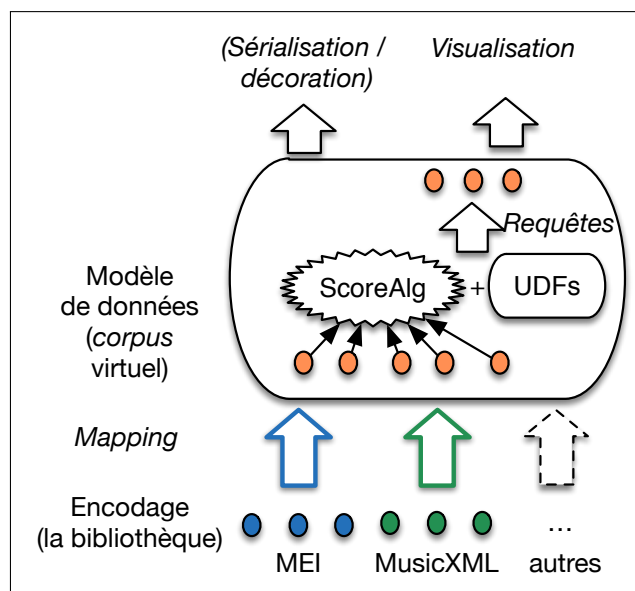 (Sérialisation /
décoration)
Visualisation
Requêtes
ScoreAlg
+
UDFs
Modèle
de données
(corpus
virtuel)
Mapping
Encodage
(la bibliothèque)
MEI
MusicXML
...
autres